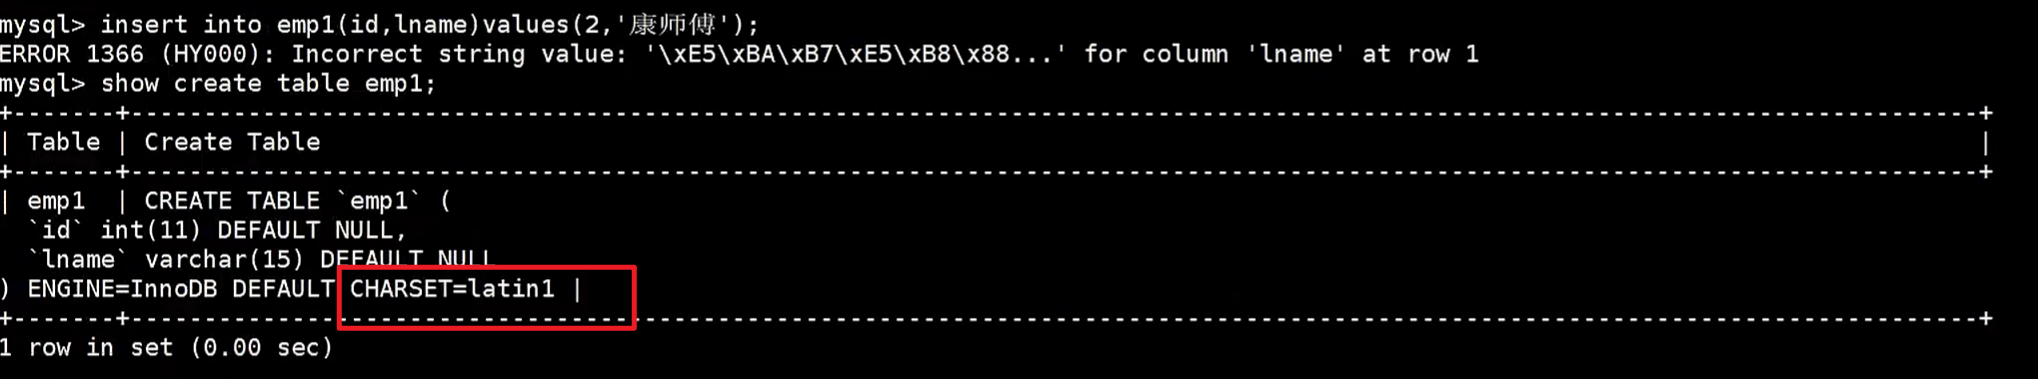 mysql> insert into emp1(id,lname)values(2,'康师傅');
ERROR 1366 (HY000): Incorrect string value: '\xE5\xBA\xB7\xE5\xB8\x88...' for column 'lname' at row 1
mysql> show create table emp1;
| Table | Create Table |
| emp1 | CREATE TABLE `emp1` (
`id` int(11) DEFAULT NULL,
`lname` varchar(15) DEFAULT NULL
) ENGINE=InnoDB DEFAULT CHARSET=latin1 |
1 row in set (0.00 sec)